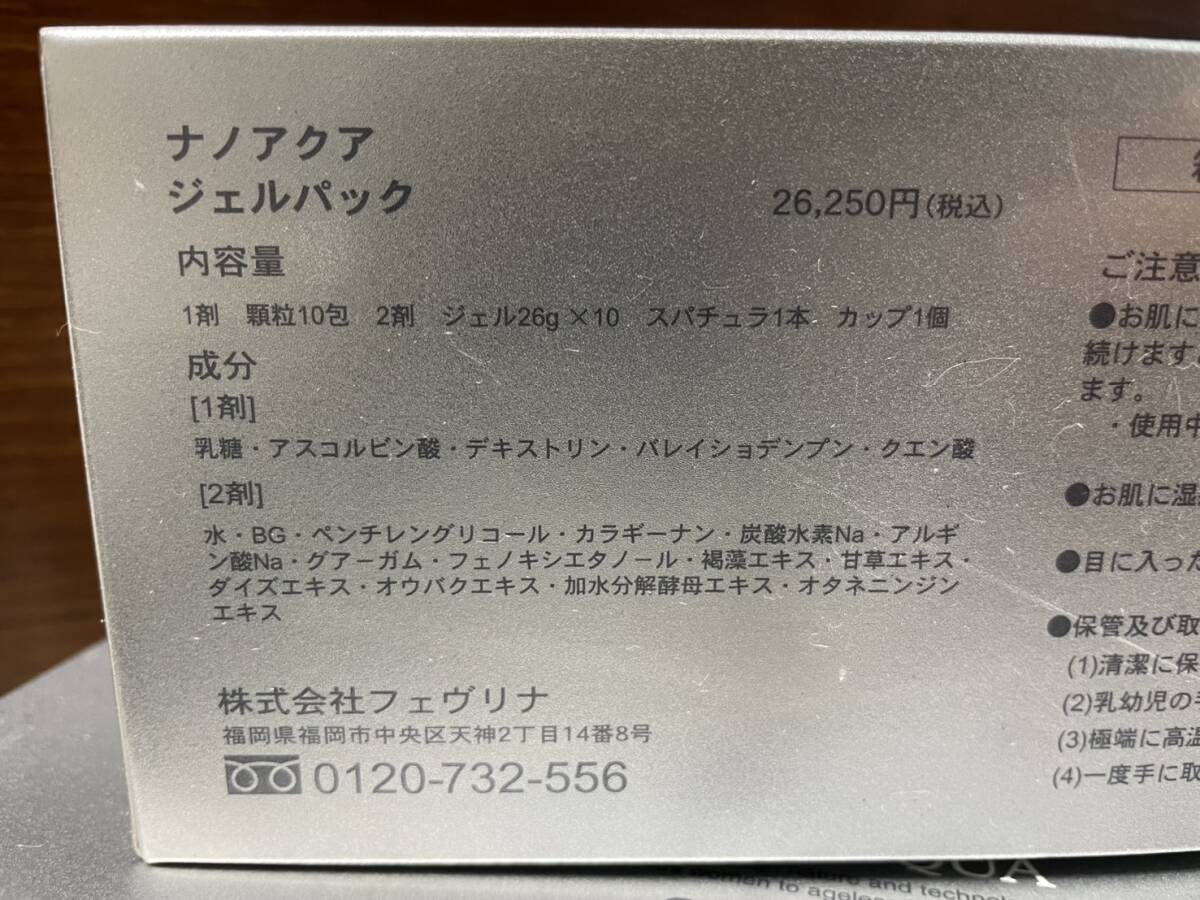 ナノアクア
ジェルパック
26,250円(税込)
内容量
1剤 顆粒10包 2剤 ジェル26g×10 スパチュラ1本 カップ1個
成分
[1剤]
乳糖・アスコルビン酸・デキストリン・バレイショデンプン・クエン酸
[2剤]
水・BG・ペンチレングリコール・カラギーナン・炭酸水素Na・アルギ
ン酸Na・グアーガム・フェノキシエタノール・褐藻エキス・甘草エキス・
ダイズエキス・オウバクエキス・加水分解酵母エキス・オタネニンジン
エキス
株式会社フェヴリナ
福岡県福岡市中央区天神2丁目14番8号
0120-732-556
ご注意
●お肌に
続けます
ます。
・使用中
●お肌に湿
●目に入った
●保管及び取
(1)清潔に保
(2)乳幼児の手
(3)極端に高温
(4)一度手に取
QUA
nature and technol
women to ageles